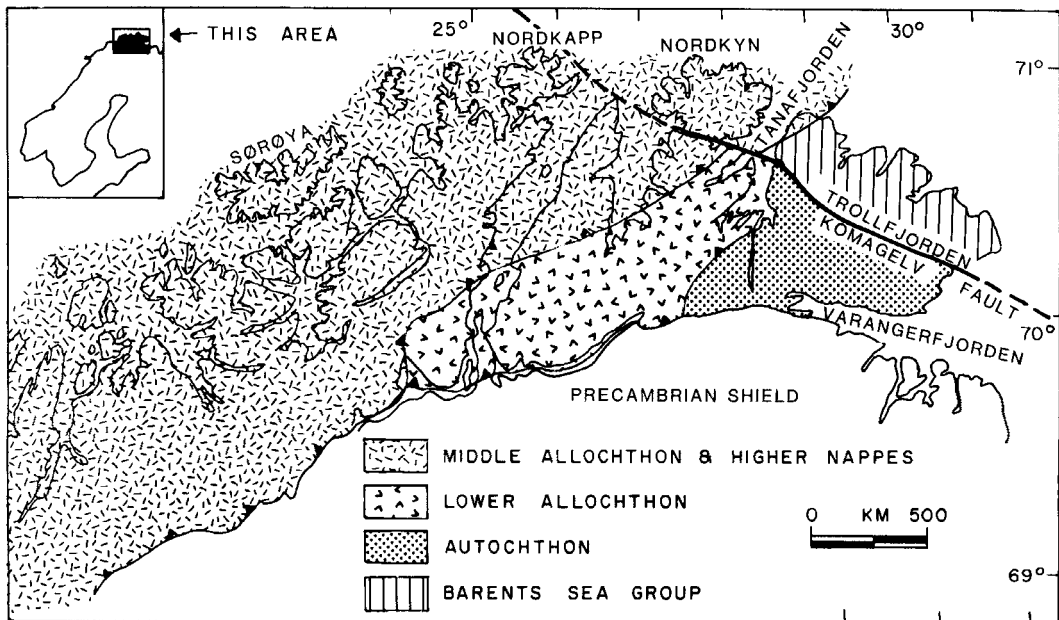 THIS AREA
25°
30°
NORDKAPP
NORDKYN
TANAFJORDEN
71°
SØRØYA
TROLLFJORDEN
KOMAGELV
FAULT
70°
VARANGERFJORDEN
PRECAMBRIAN SHIELD
MIDDLE ALLOCHTHON & HIGHER NAPPES
LOWER ALLOCHTHON
0 KM 500
AUTOCHTHON
69°
BARENTS SEA GROUP